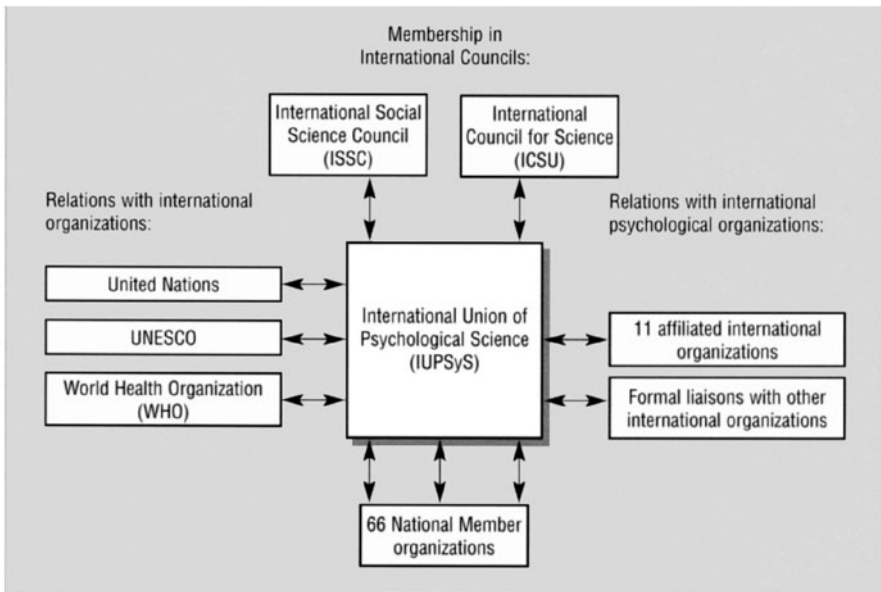 Membership in
International Councils:
International Social
Science Council
(ISSC)
International
Council for Science
(ICSU)
Relations with international
organizations:
Relations with international
psychological organizations:
United Nations
UNESCO
World Health Organization
(WHO)
International Union of
Psychological Science
(IUPSyS)
11 affiliated international
organizations
Formal liaisons with other
international organizations
66 National Member
organizations